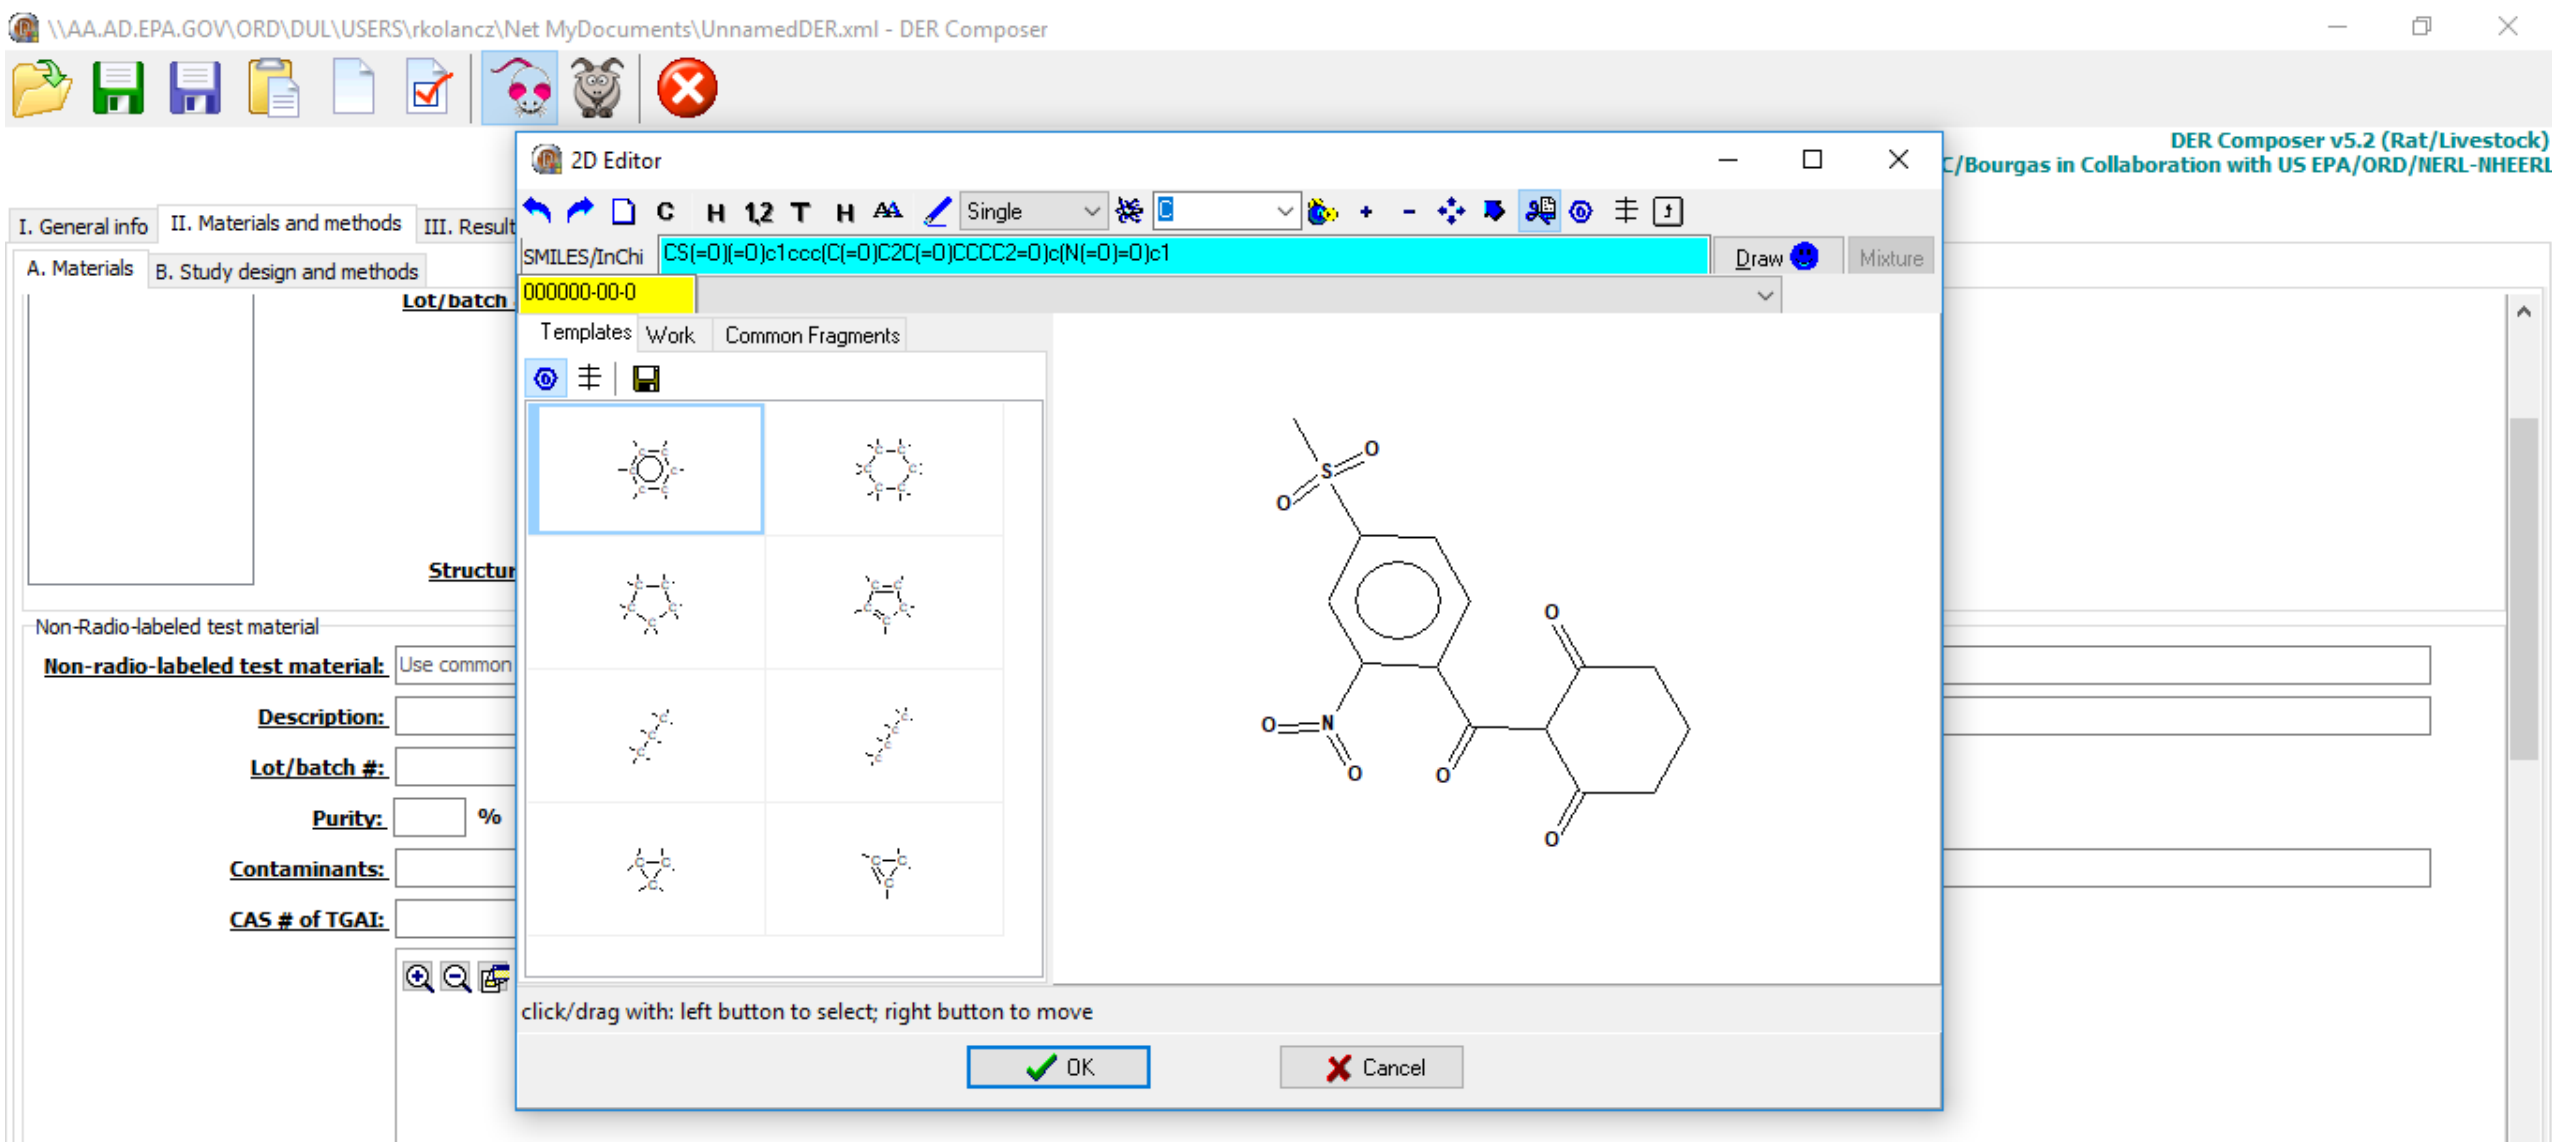 \\AA.AD.EPA.GOV\ORD\DUL\USERS\rkolancz\Net MyDocuments\UnnamedDER.xml - DER Composer
DER Composer v5.2 (Rat/Livestock)
C/Bourgas in Collaboration with US EPA/ORD/NERL-NHEERL
I. General info
II. Materials and methods
III. Result
A. Materials
B. Study design and methods
Lot/batch
Structur
Non-Radio-labeled test material
Non-radio-labeled test material:
Use common
Description:
Lot/batch #:
Purity:
%
Contaminants:
CAS # of TGAI:
2D Editor
C H 1,2 T H AA
Single
C
+ -
SMILES/InChi
CS(=O)(=O)c1ccc(C(=O)C2C(=O)CCCC2=O)c(N(=O)=O)c1
Draw
Mixture
000000-00-0
Templates
Work
Common Fragments
O
S
O
O
O=N
O
O
O
click/drag with: left button to select; right button to move
OK
Cancel